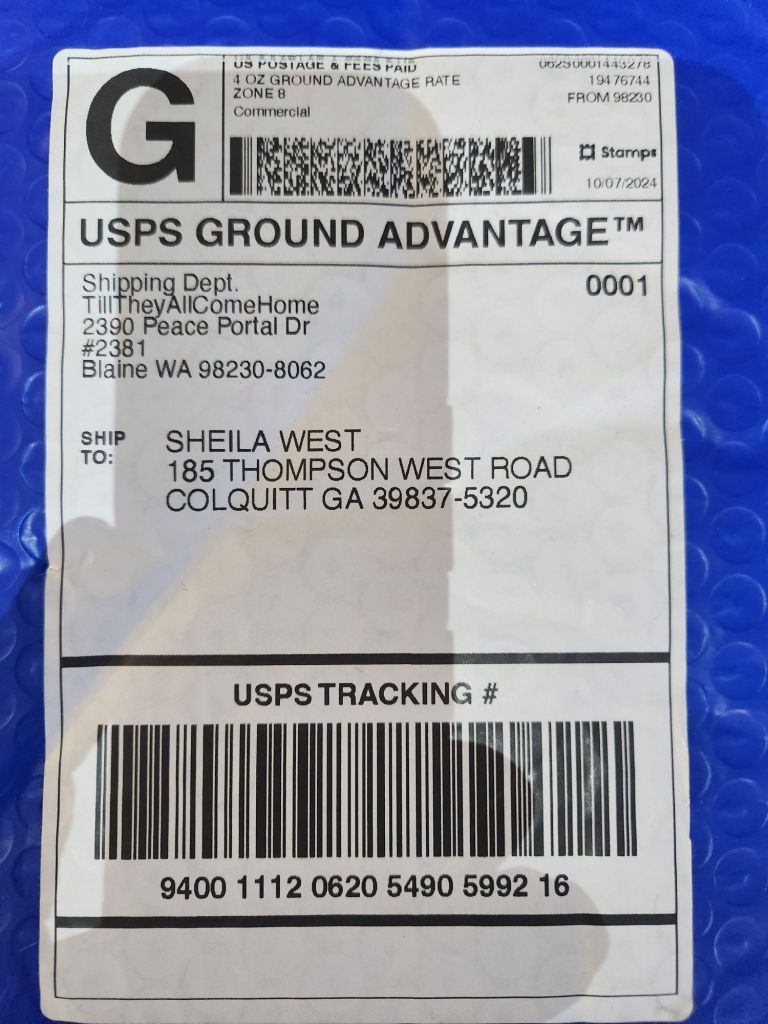 G
US POSTAGE & FEES PAID
4 OZ GROUND ADVANTAGE RATE
ZONE 8
Commercial
062S0001443278
19476744
FROM 98230
Stamps
10/07/2024
USPS GROUND ADVANTAGE™
Shipping Dept.
TillTheyAllComeHome
2390 Peace Portal Dr
#2381
Blaine WA 98230-8062
0001
SHIP
TO:
SHEILA WEST
185 THOMPSON WEST ROAD
COLQUITT GA 39837-5320
USPS TRACKING #
9400 1112 0620 5490 5992 16